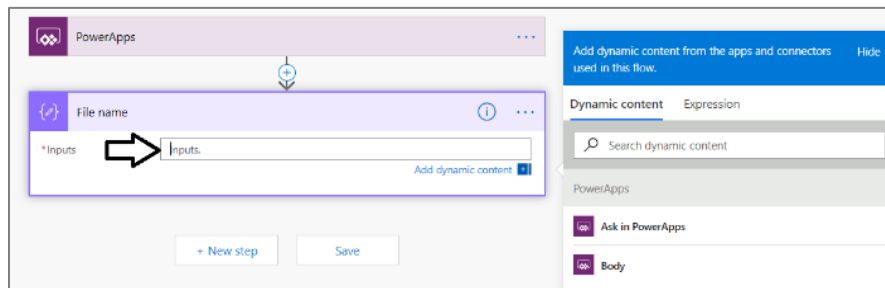 PowerApps
File name
*Inputs
Inputs.
Add dynamic content
+ New step
Save
Add dynamic content from the apps and connectors
used in this flow.
Hide
Dynamic content
Expression
Search dynamic content
PowerApps
Ask in PowerApps
Body